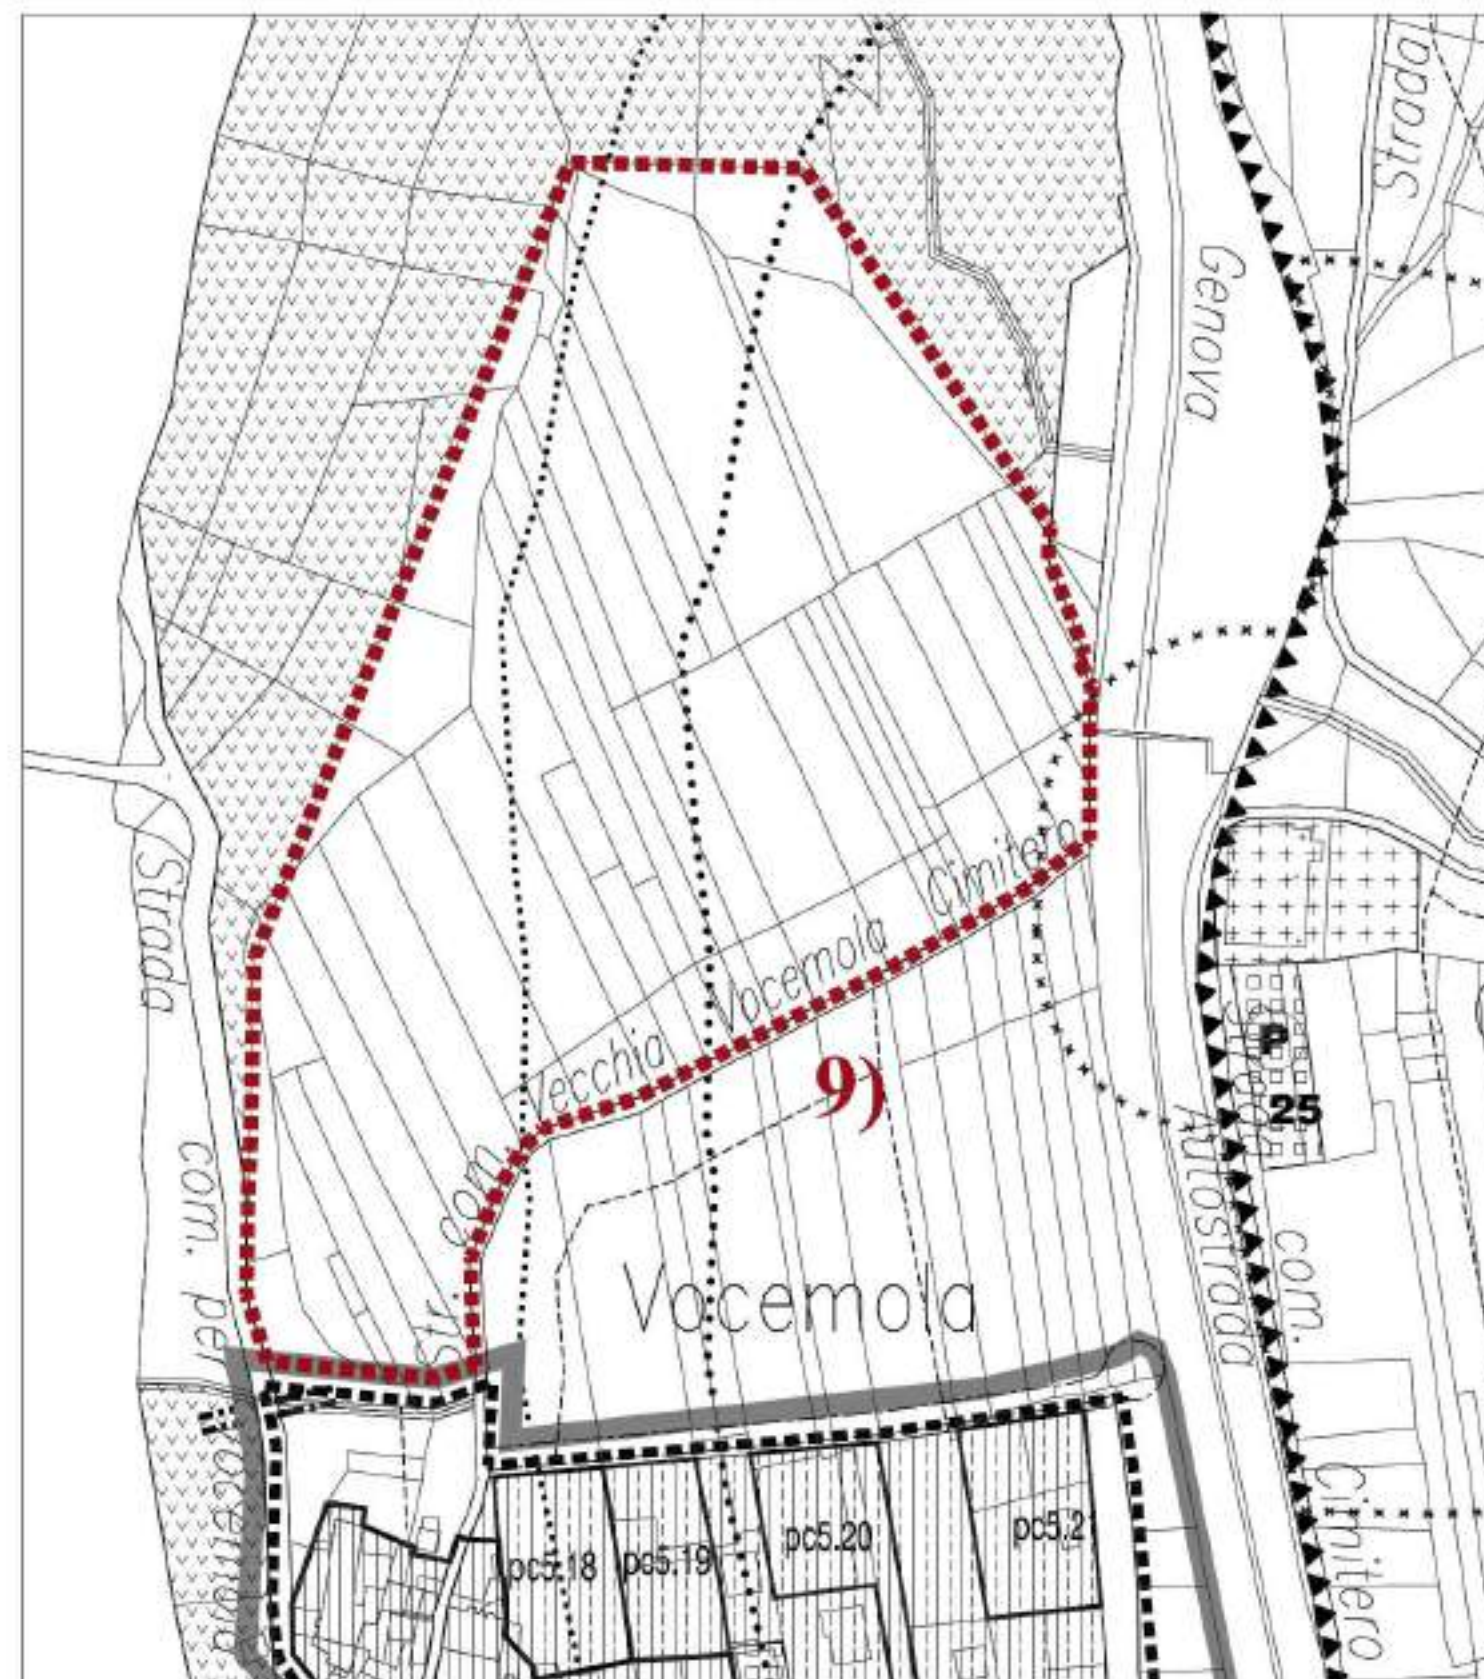 Strada
Genova
Strada
Str. com. Vecchia Vocemola Cimitero
9)
P
25
com. per
Vocemola
Autostrada
com.
Cimitero
pc5.18
pc5.19
pc5.20
pc5.21
Vocemola